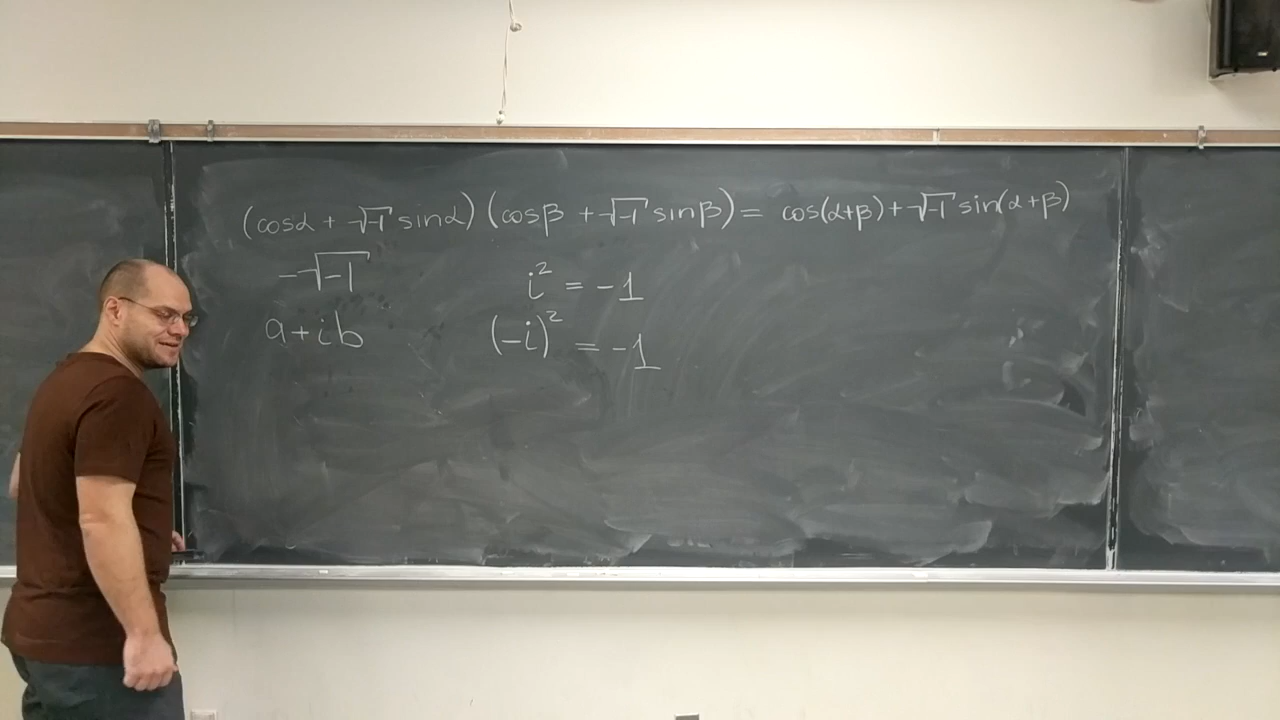 (cosα + √-1 sinα) (cosβ + √-1 sinβ) = cos(α+β) + √-1 sin(α+β)
-√-1
i² = -1
a+ib
(-i)² = -1